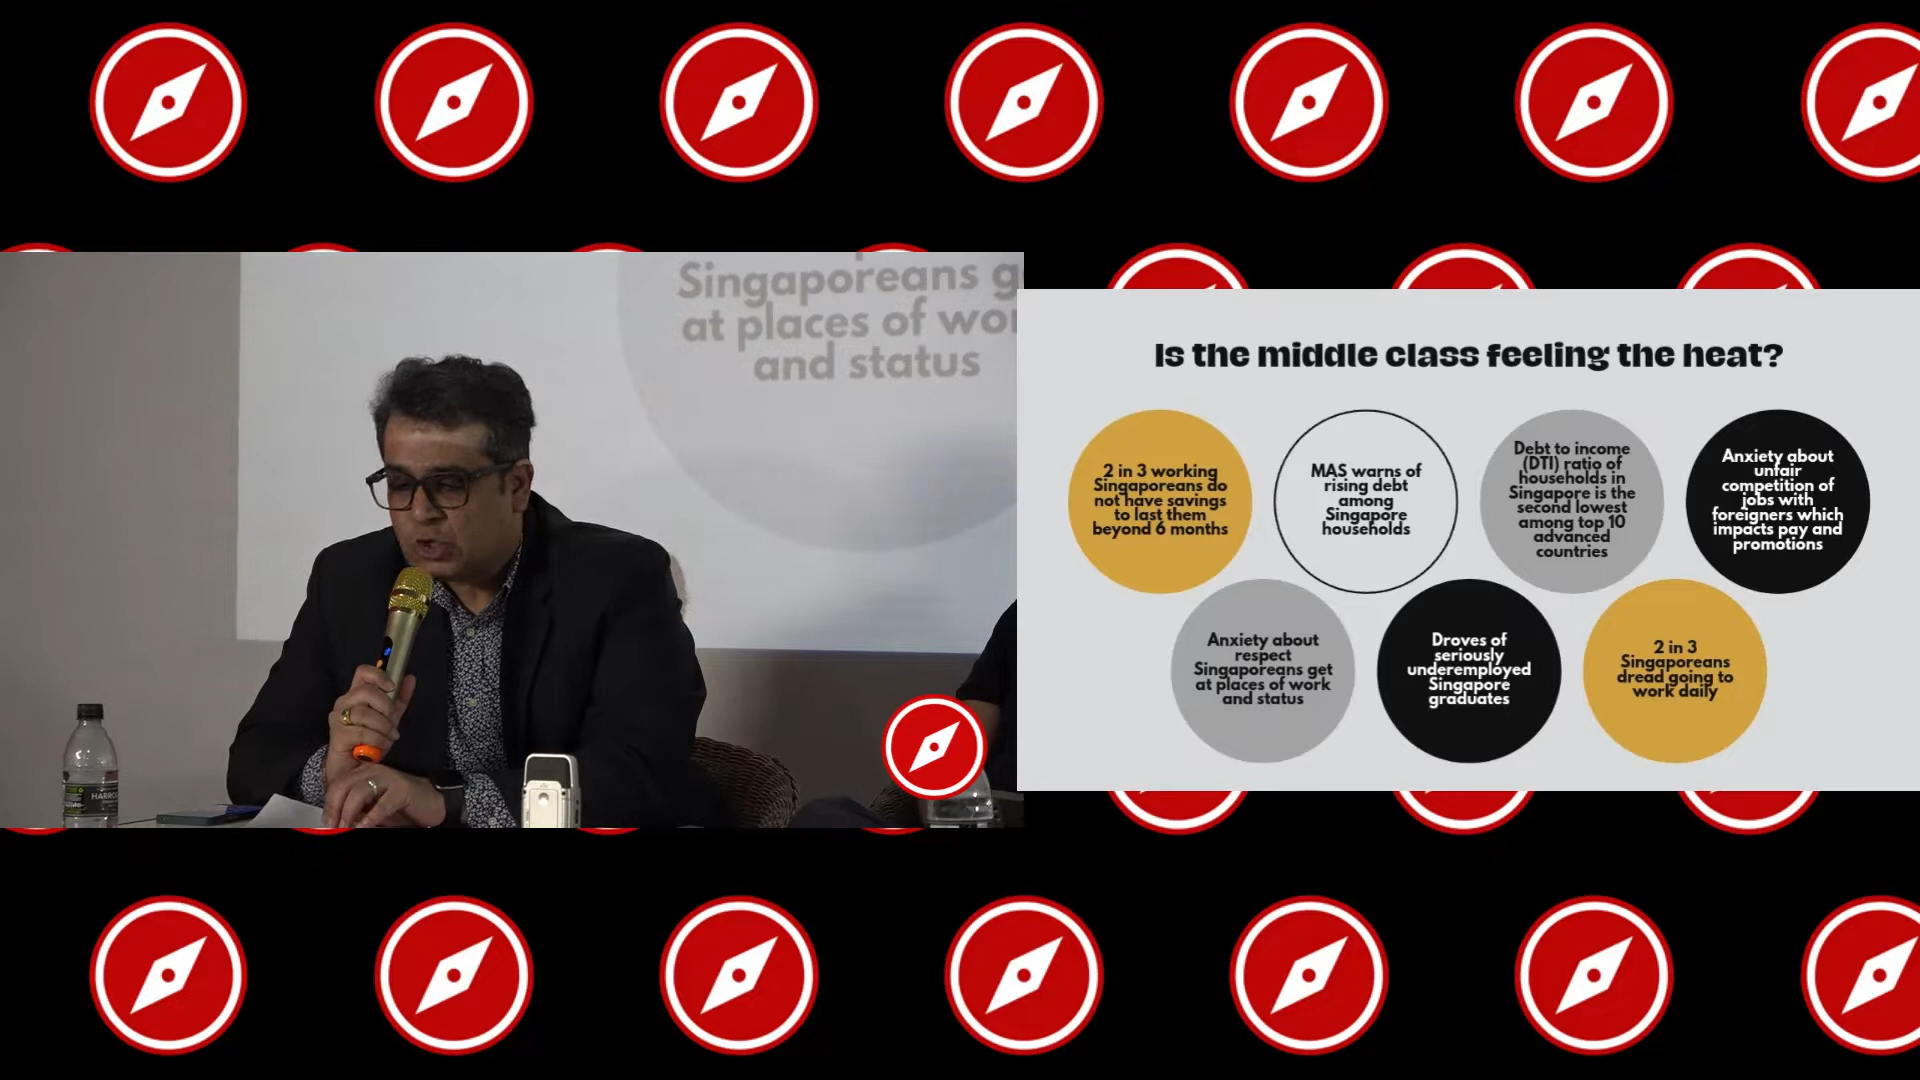 Singaporeans g
at places of wor
and status
HARRO
Is the middle class feeling the heat?
2 in 3 working
Singaporeans do
not have savings
to last them
beyond 6 months
MAS warns of
rising debt
among
Singapore
households
Debt to income
(DTI) ratio of
households in
Singapore is the
second lowest
among top 10
advanced
countries
Anxiety about
unfair
competition of
jobs with
foreigners which
impacts pay and
promotions
Anxiety about
respect
Singaporeans get
at places of work
and status
Droves of
seriously
underemployed
Singapore
graduates
2 in 3
Singaporeans
dread going to
work daily